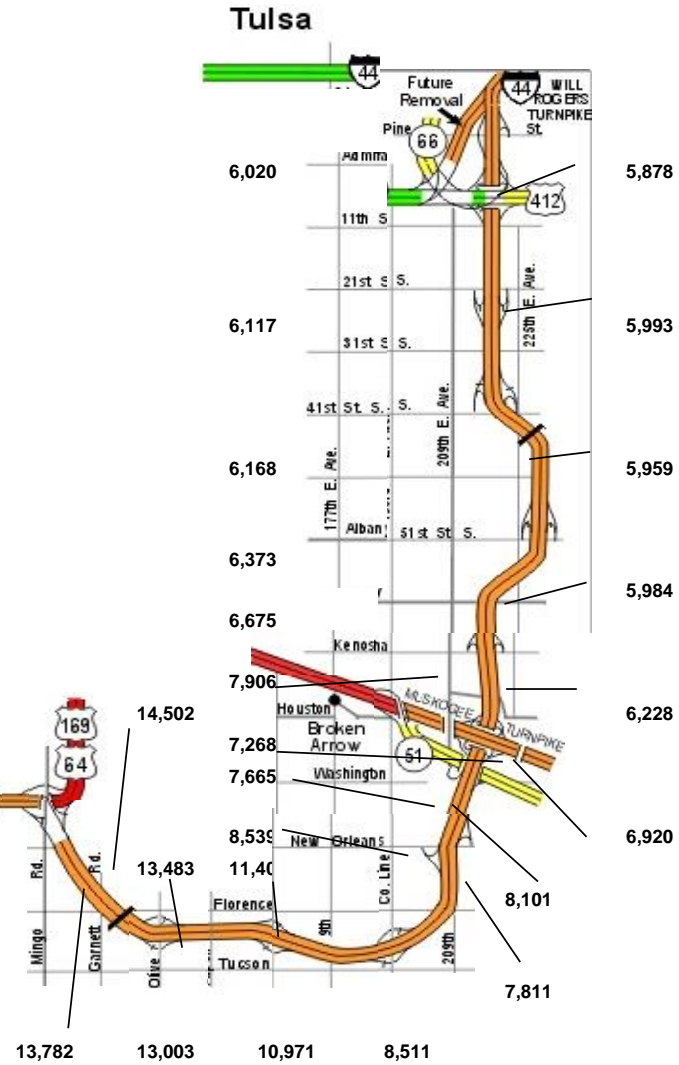 Tulsa
44
Future
Removal
44
WILL
ROGERS
TURNPIKE
Pine
St.
66
412
6,020
5,878
11th S
21st S S.
225th E. Ave.
6,117
5,993
31st S S.
41st St. S. S.
209th E. Ave.
177th E. Ave.
6,168
5,959
Alban
51st St S.
6,373
5,984
6,675
Kenosha
7,906
MUSKOGEE TURNPIKE
Houston
6,228
169
14,502
Broken
Arrow
51
7,268
64
7,665
Washington
8,539
New Orleans
6,920
Mingo Rd.
Garnett Rd.
13,483
11,40
Co. Line
8,101
Florence
9th
209th
Olive
Tucson
7,811
13,782
13,003
10,971
8,511